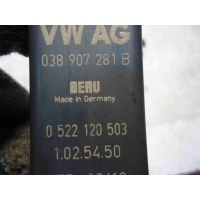 VW AG
038 907 281 B
BERU
Made in Germany
0 522 120 503
1.02.54.50